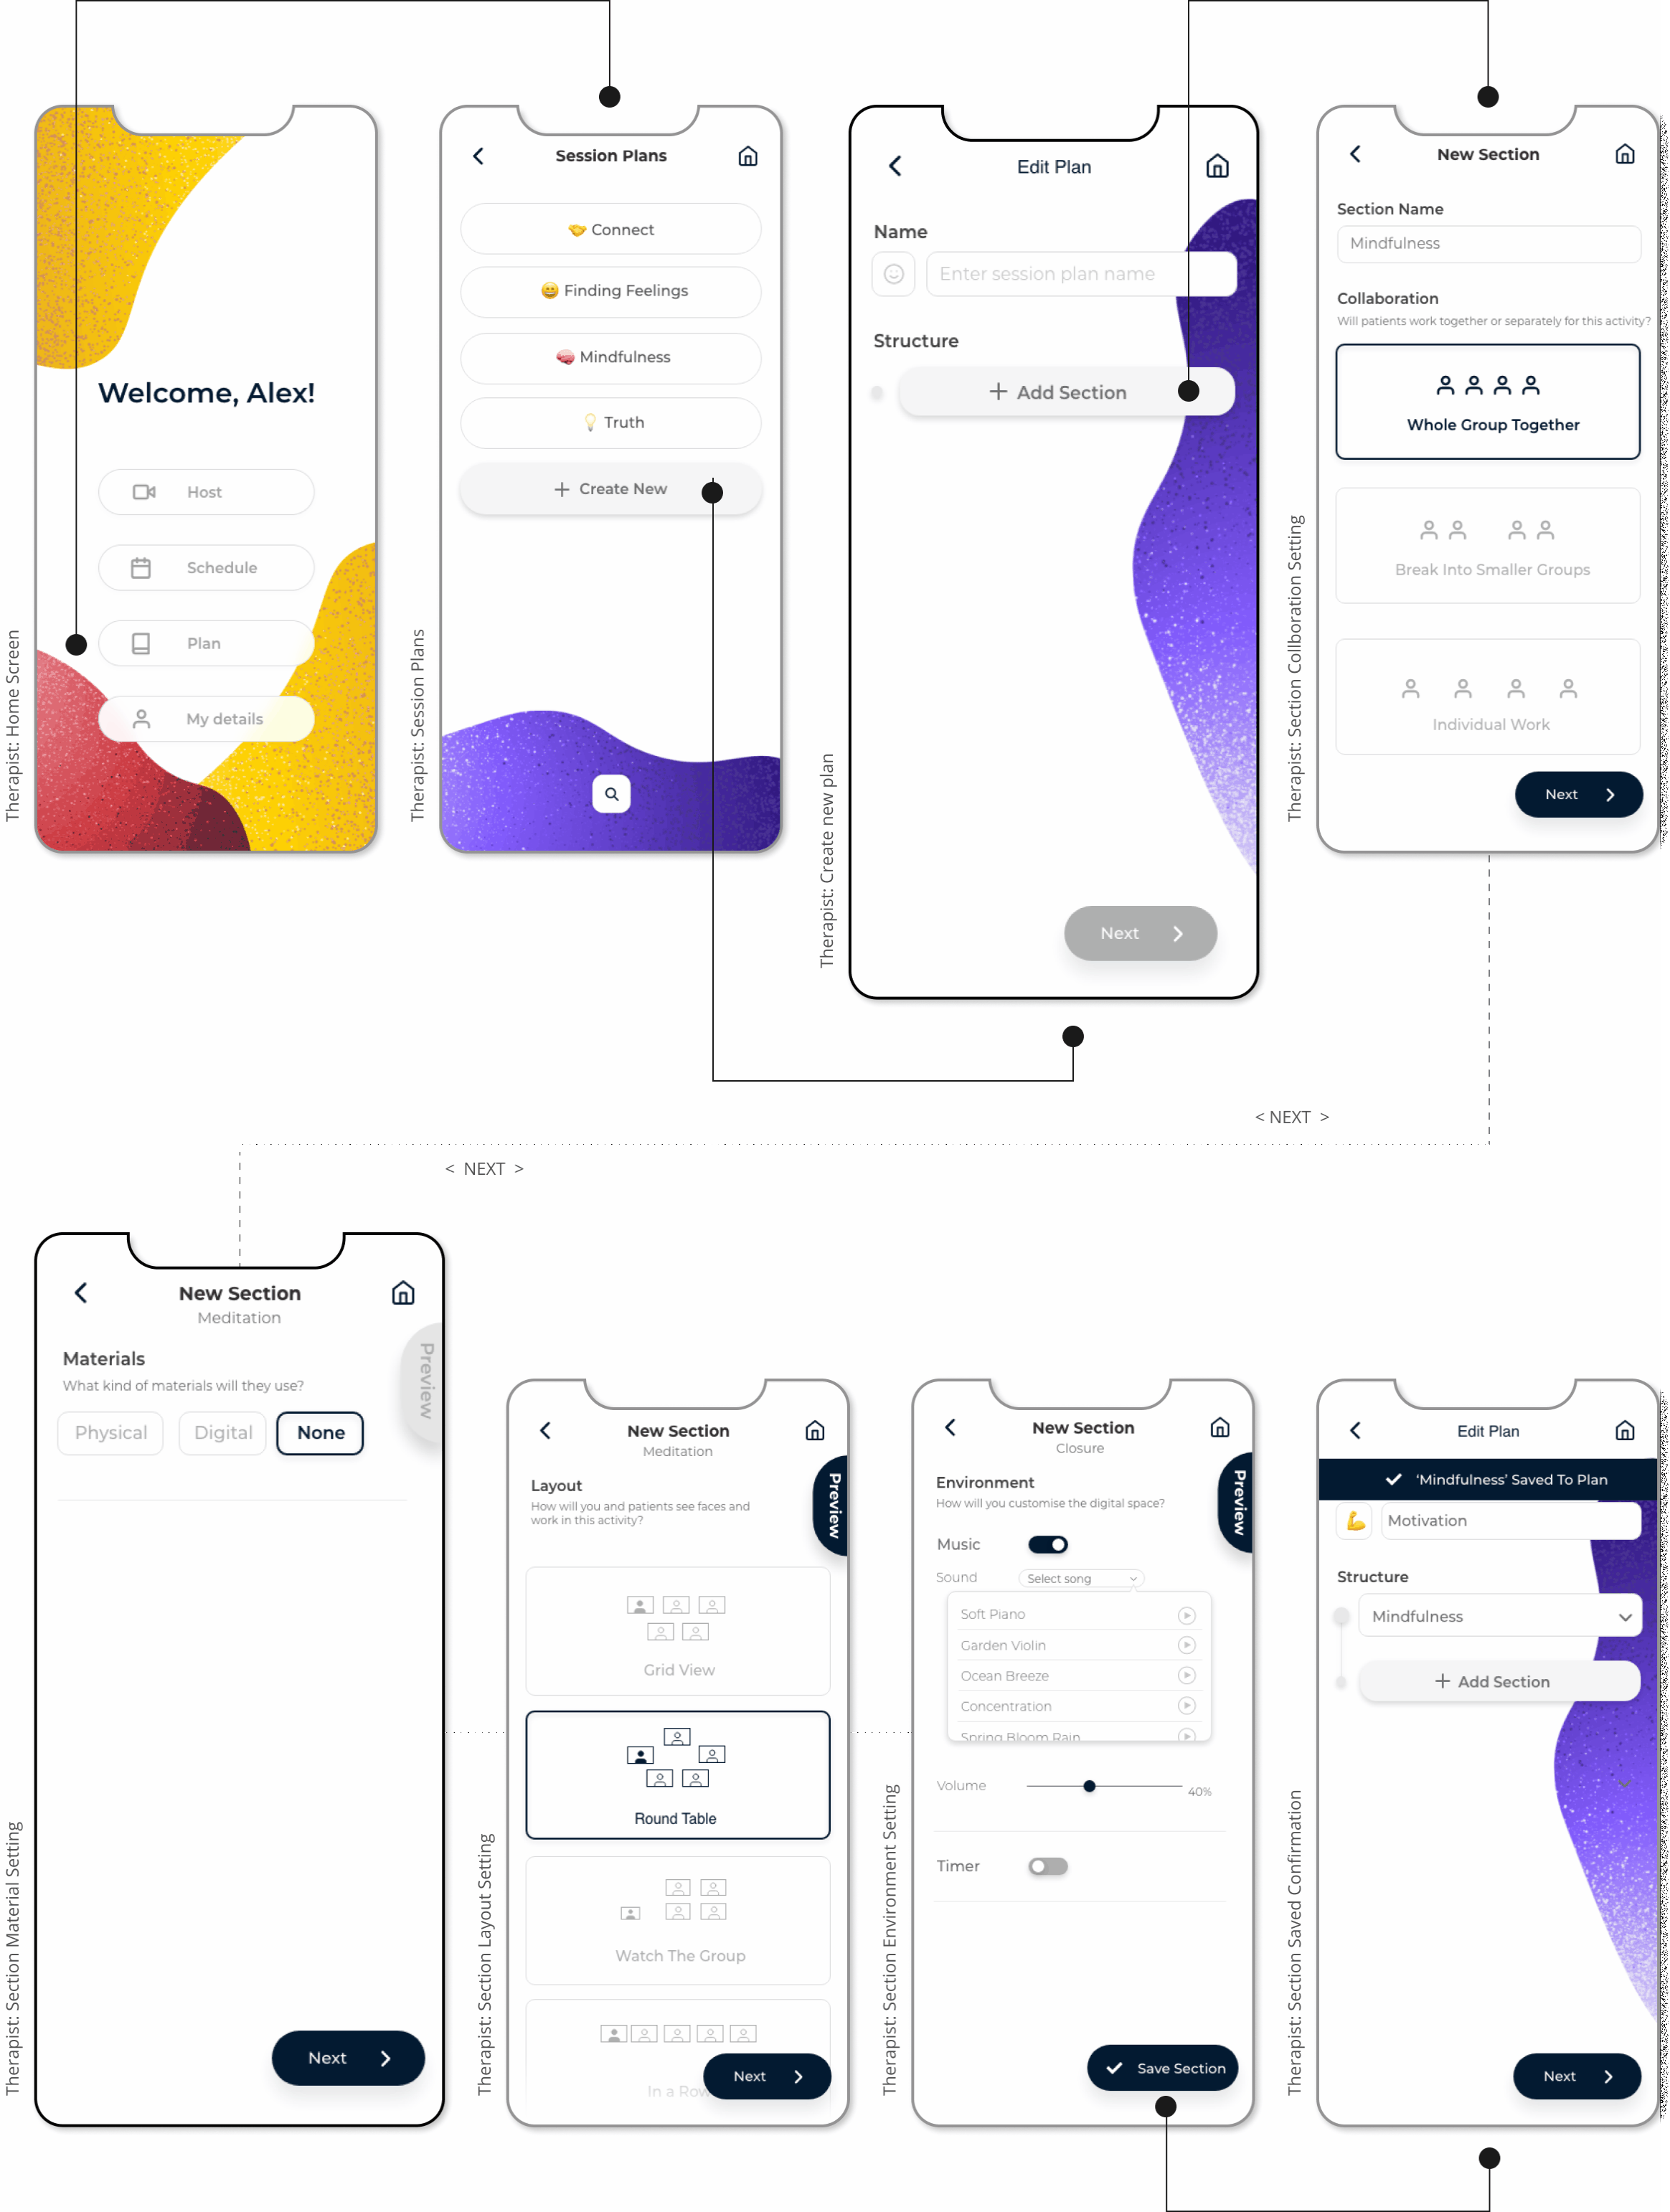 Therapist: Home Screen
Welcome, Alex!
Host
Schedule
Plan
My details
Therapist: Session Plans
Session Plans
🤝 Connect
😀 Finding Feelings
🧠 Mindfulness
💡 Truth
+ Create New
Therapist: Create new plan
Edit Plan
Name
Enter session plan name
Structure
+ Add Section
Next
Therapist: Section Collboration Setting
New Section
Section Name
Mindfulness
Collaboration
Will patients work together or separately for this activity?
Whole Group Together
Break Into Smaller Groups
Individual Work
Next
< NEXT >
< NEXT >
Therapist: Section Material Setting
New Section
Meditation
Preview
Materials
What kind of materials will they use?
Physical
Digital
None
Next
Therapist: Section Layout Setting
New Section
Meditation
Preview
Layout
How will you and patients see faces and
work in this activity?
Grid View
Round Table
Watch The Group
In a Row
Next
Therapist: Section Environment Setting
New Section
Closure
Preview
Environment
How will you customise the digital space?
Music
Sound
Select song
Soft Piano
Garden Violin
Ocean Breeze
Concentration
Spring Bloom Rain
Volume
40%
Timer
Save Section
Therapist: Section Saved Confirmation
Edit Plan
‘Mindfulness’ Saved To Plan
Motivation
Structure
Mindfulness
+ Add Section
Next